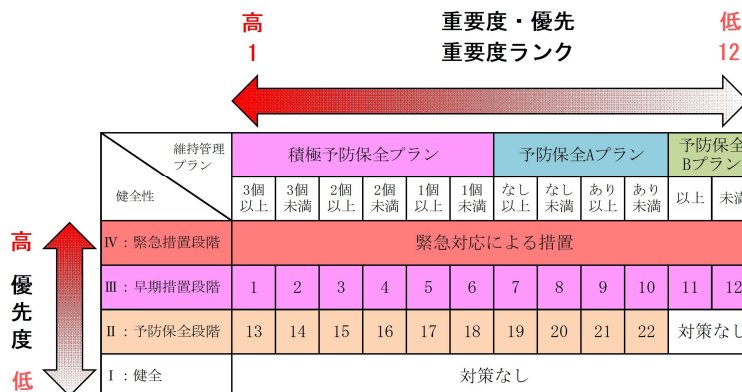 高
重要度・優先
低
1
重要度ランク
12
維持管理
プラン
健全性
積極予防保全プラン
予防保全Aプラン
予防保全
Bプラン
3個
以上
3個
未満
2個
以上
2個
未満
1個
以上
1個
未満
なし
以上
なし
未満
あり
以上
あり
未満
以上
未満
高
優
先
度
低
Ⅳ：緊急措置段階
緊急対応による措置
Ⅲ：早期措置段階 1 2 3 4 5 6 7 8 9 10 11 12
Ⅱ：予防保全段階 13 14 15 16 17 18 19 20 21 22 対策なし
Ⅰ：健全
対策なし